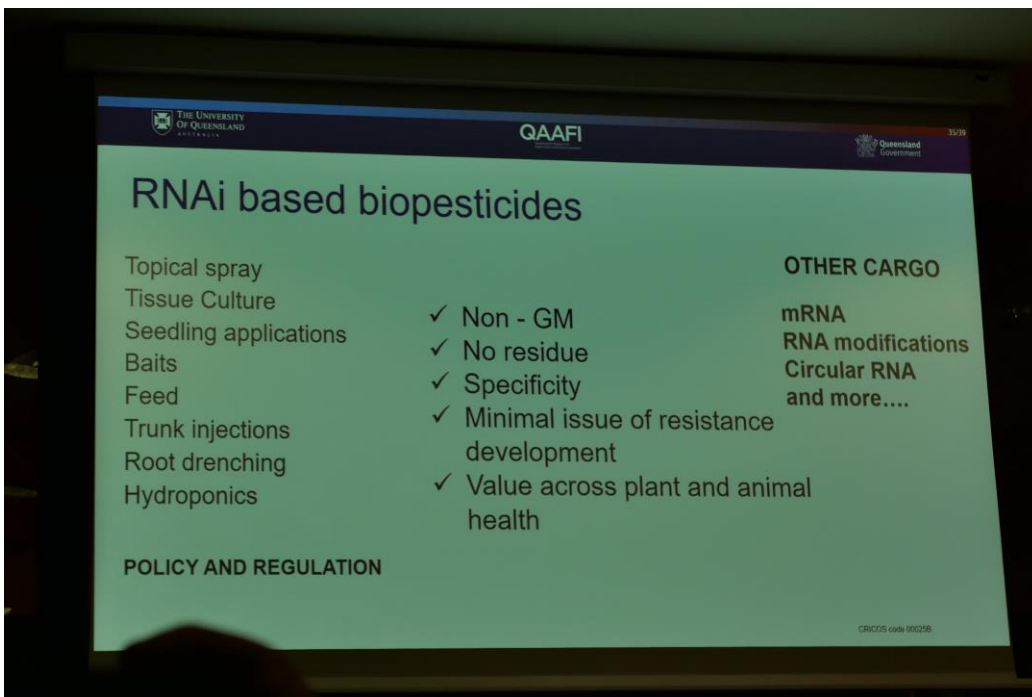 THE UNIVERSITY
OF QUEENSLAND
AUSTRALIA
QAAFI
Queensland
Government
35/39
RNAi based biopesticides
Topical spray
Tissue Culture
Seedling applications
Baits
Feed
Trunk injections
Root drenching
Hydroponics
POLICY AND REGULATION
✓ Non - GM
✓ No residue
✓ Specificity
✓ Minimal issue of resistance
development
✓ Value across plant and animal
health
OTHER CARGO
mRNA
RNA modifications
Circular RNA
and more....
CRICOS code 00025B